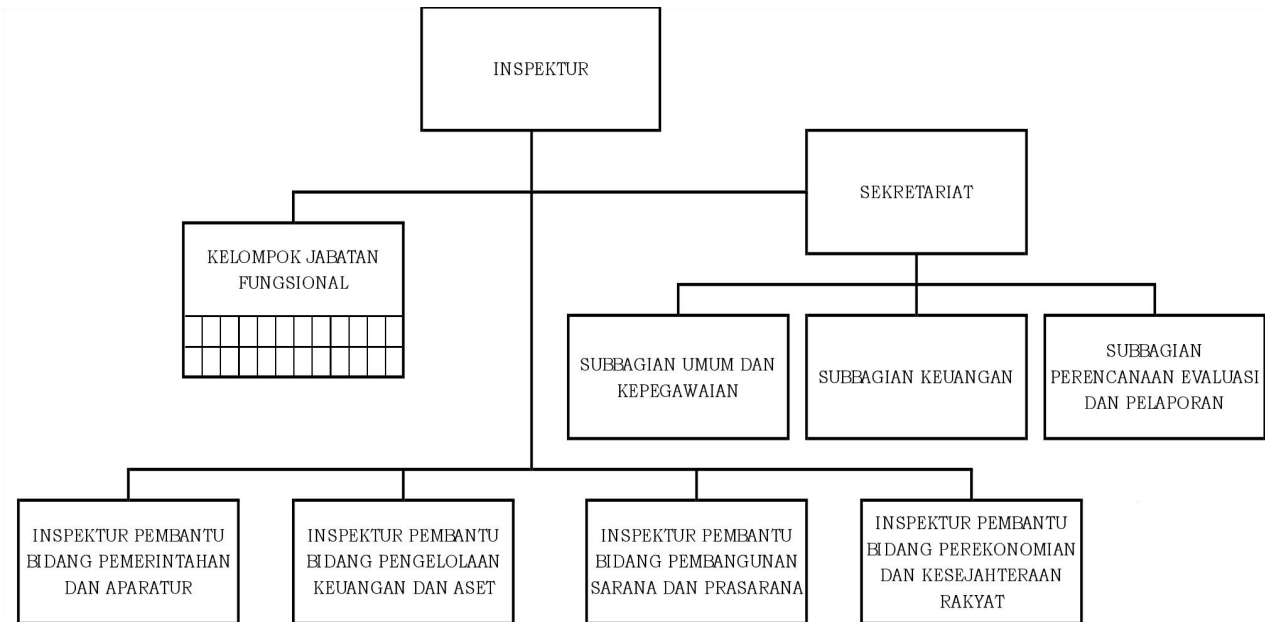 INSPEKTUR
SEKRETARIAT
KELOMPOK JABATAN
FUNGSIONAL
SUBBAGIAN UMUM DAN
KEPEGAWAIAN
SUBBAGIAN KEUANGAN
SUBBAGIAN
PERENCANAAN EVALUASI
DAN PELAPORAN
INSPEKTUR PEMBANTU
BIDANG PEMERINTAHAN
DAN APARATUR
INSPEKTUR PEMBANTU
BIDANG PENGELOLAAN
KEUANGAN DAN ASET
INSPEKTUR PEMBANTU
BIDANG PEMBANGUNAN
SARANA DAN PRASARANA
INSPEKTUR PEMBANTU
BIDANG PEREKONOMIAN
DAN KESEJAHTERAAN
RAKYAT